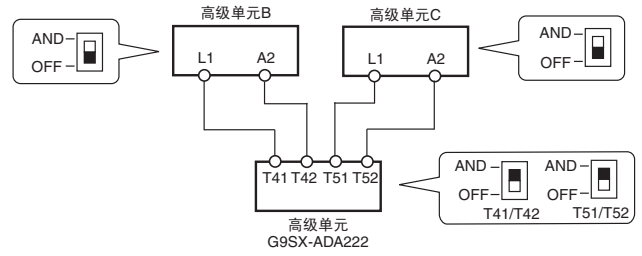 高级单元B
高级单元C
AND
OFF
L1 A2
L1 A2
AND
OFF
T41 T42 T51 T52
AND
OFF
T41/T42
AND
OFF
T51/T52
高级单元
G9SX-ADA222